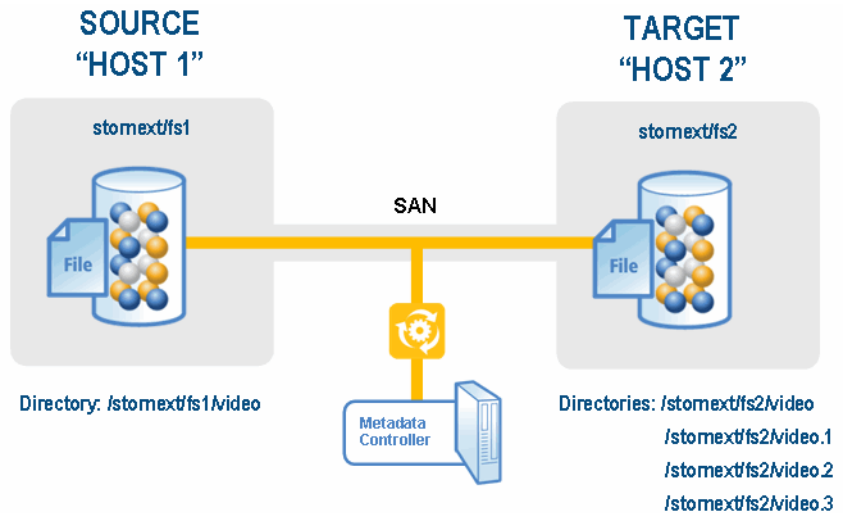 SOURCE
“HOST 1”
TARGET
“HOST 2”
stornext/fs1
stornext/fs2
SAN
File
File
Directory: /stornext/fs1/video
Metadata
Controller
Directories: /stornext/fs2/video
/stornext/fs2/video.1
/stornext/fs2/video.2
/stornext/fs2/video.3